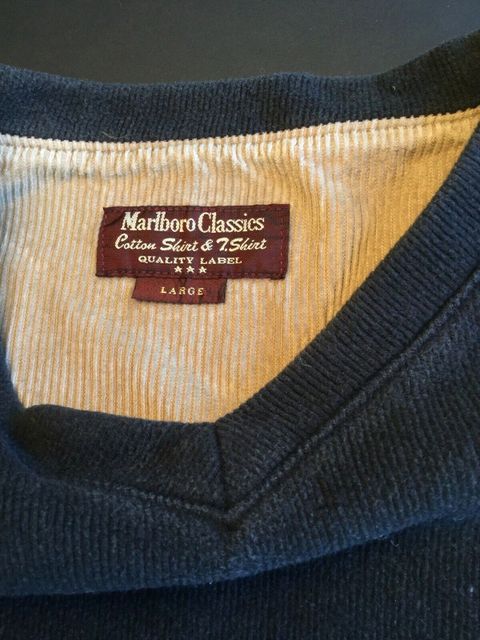 Marlboro Classics
Cotton Shirt & T.Shirt
QUALITY LABEL
★★★
LARGE